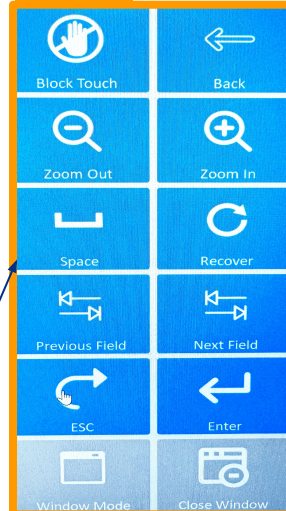 Block Touch
Back
Zoom Out
Zoom In
Space
Recover
Previous Field
Next Field
ESC
Enter
Window Mode
Close Window